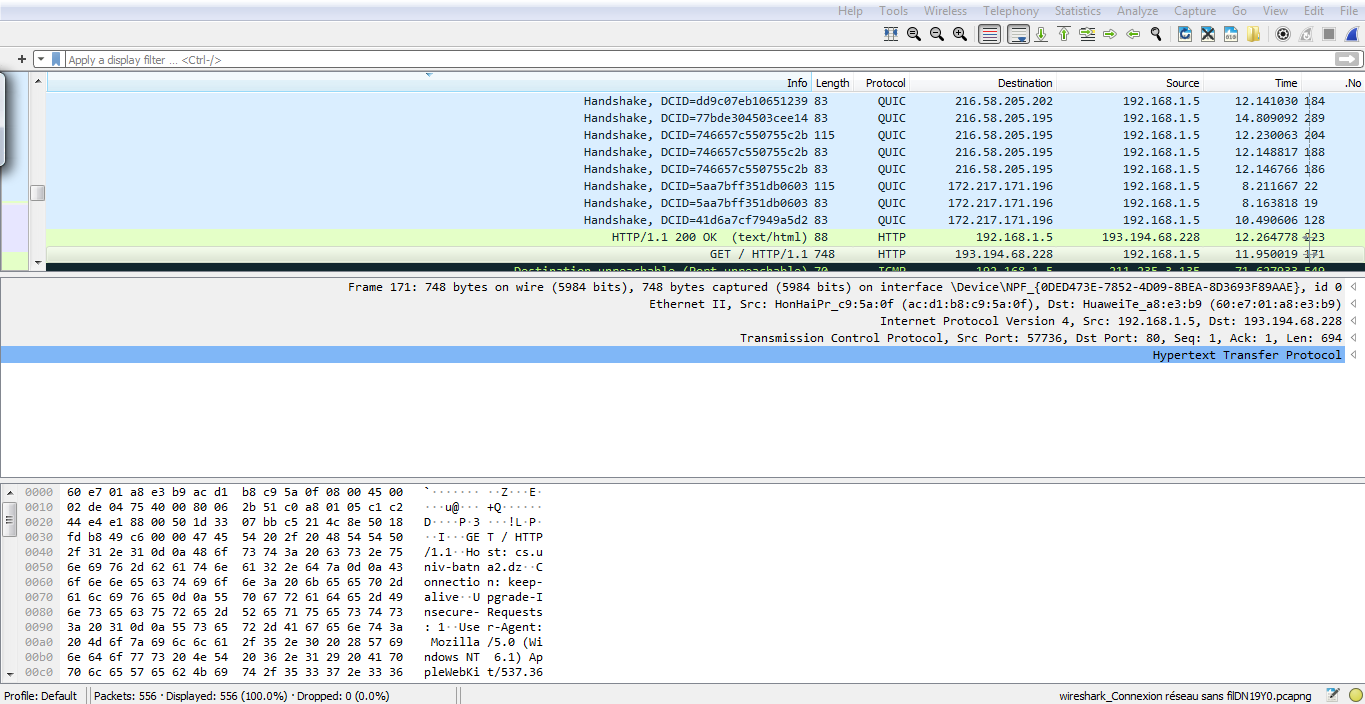 Help Tools Wireless Telephony Statistics Analyze Capture Go View Edit File
+ Apply a display filter ... <Ctrl-/>
Info Length Protocol Destination Source Time .No
Handshake, DCID=dd9c07eb10651239 83 QUIC 216.58.205.202 192.168.1.5 12.141030 184
Handshake, DCID=77bde304503cee14 83 QUIC 216.58.205.195 192.168.1.5 14.809092 289
Handshake, DCID=746657c550755c2b 115 QUIC 216.58.205.195 192.168.1.5 12.230063 204
Handshake, DCID=746657c550755c2b 83 QUIC 216.58.205.195 192.168.1.5 12.148817 188
Handshake, DCID=746657c550755c2b 83 QUIC 216.58.205.195 192.168.1.5 12.146766 186
Handshake, DCID=5aa7bff351db0603 115 QUIC 172.217.171.196 192.168.1.5 8.211667 22
Handshake, DCID=5aa7bff351db0603 83 QUIC 172.217.171.196 192.168.1.5 8.163818 19
Handshake, DCID=41d6a7cf7949a5d2 83 QUIC 172.217.171.196 192.168.1.5 10.490606 128
HTTP/1.1 200 OK (text/html) 88 HTTP 192.168.1.5 193.194.68.228 12.264778 223
GET / HTTP/1.1 748 HTTP 193.194.68.228 192.168.1.5 11.950019 171
Destination unreachable (Port unreachable) 70 ICMP 192.168.1.5 71.627933 549
Frame 171: 748 bytes on wire (5984 bits), 748 bytes captured (5984 bits) on interface \Device\NPF_{0DED473E-7852-4D09-8BEA-8D3693F89AAE}, id 0
Ethernet II, Src: HonHaiPr_c9:5a:0f (ac:d1:b8:c9:5a:0f), Dst: HuaweiTe_a8:e3:b9 (60:e7:01:a8:e3:b9)
Internet Protocol Version 4, Src: 192.168.1.5, Dst: 193.194.68.228
Transmission Control Protocol, Src Port: 57736, Dst Port: 80, Seq: 1, Ack: 1, Len: 694
Hypertext Transfer Protocol
0000 60 e7 01 a8 e3 b9 ac d1 b8 c9 5a 0f 08 00 45 00 `······· ··Z···E·
0010 02 de 04 75 40 00 80 06 2b 51 c0 a8 01 05 c1 c2 ···u@··· +Q······
0020 44 e4 e1 88 00 50 1d 33 07 bb c5 21 4c 8e 50 18 D····P·3 ···!L·P·
0030 fd b8 49 c6 00 00 47 45 54 20 2f 20 48 54 54 50 ··I···GE T / HTTP
0040 2f 31 2e 31 0d 0a 48 6f 73 74 3a 20 63 73 2e 75 /1.1··Ho st: cs.u
0050 6e 69 76 2d 62 61 74 6e 61 32 2e 64 7a 0d 0a 43 niv-batn a2.dz··C
0060 6f 6e 6e 65 63 74 69 6f 6e 3a 20 6b 65 65 70 2d onnectio n: keep-
0070 61 6c 69 76 65 0d 0a 55 70 67 72 61 64 65 2d 49 alive··U pgrade-I
0080 6e 73 65 63 75 72 65 2d 52 65 71 75 65 73 74 73 nsecure- Requests
0090 3a 20 31 0d 0a 55 73 65 72 2d 41 67 65 6e 74 3a : 1··Use r-Agent:
00a0 20 4d 6f 7a 69 6c 6c 61 2f 35 2e 30 20 28 57 69 Mozilla /5.0 (Wi
00b0 6e 64 6f 77 73 20 4e 54 20 36 2e 31 29 20 41 70 ndows NT 6.1) Ap
00c0 70 6c 65 57 65 62 4b 69 74 2f 35 33 37 2e 33 36 pleWebKi t/537.36
Profile: Default Packets: 556 · Displayed: 556 (100.0%) · Dropped: 0 (0.0%) wireshark_Connexion réseau sans filDN19Y0.pcapng